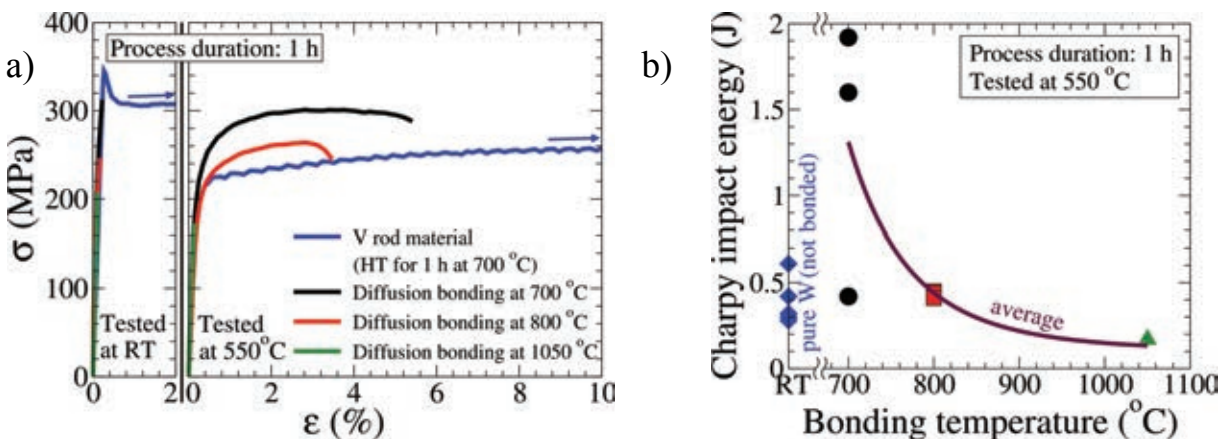 a)
Process duration: 1 h
400
300
200
100
0
σ (MPa)
Tested
at RT
Tested
at 550°C
V rod material
(HT for 1 h at 700 °C)
Diffusion bonding at 700 °C
Diffusion bonding at 800 °C
Diffusion bonding at 1050 °C
0 2 0 2 4 6 8 10
ε (%)
b)
Process duration: 1 h
Tested at 550 °C
2
1.5
1
0.5
0
Charpy impact energy (J)
pure W (not bonded)
average
RT 700 800 900 1000 1100
Bonding temperature (°C)